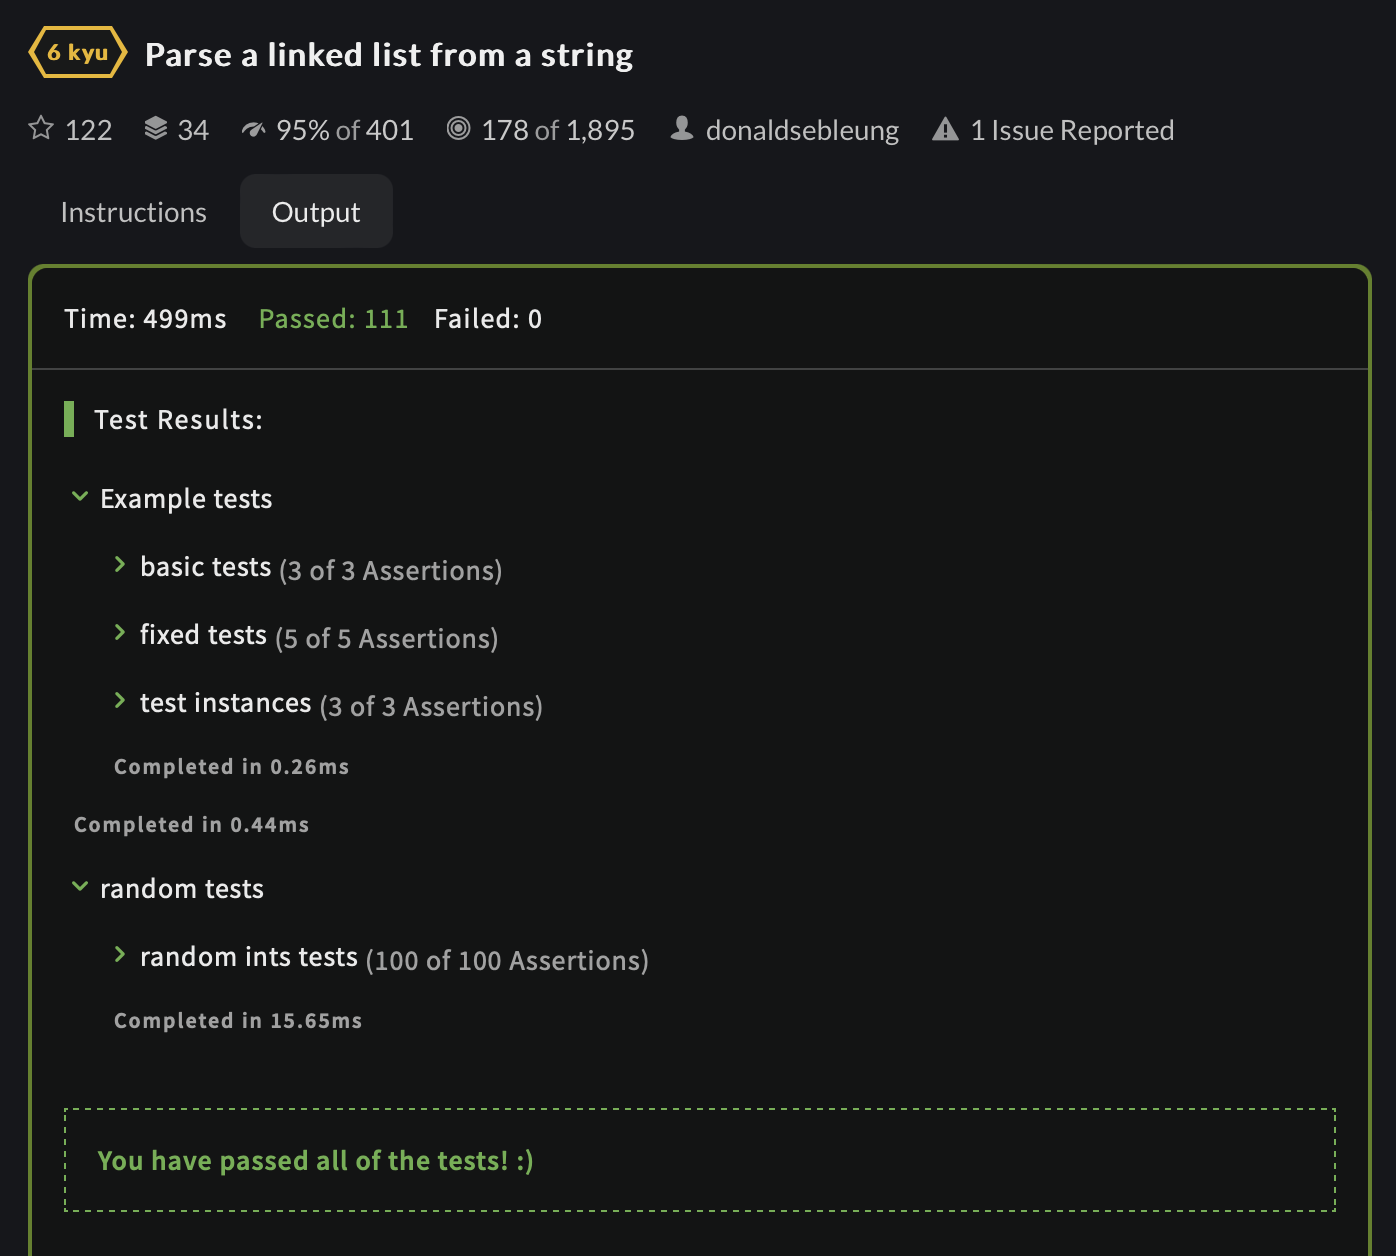 6 kyu Parse a linked list from a string
122 34 95% of 401 178 of 1,895 donaldsebleung 1 Issue Reported
Instructions Output
Time: 499ms Passed: 111 Failed: 0
Test Results:
Example tests
basic tests (3 of 3 Assertions)
fixed tests (5 of 5 Assertions)
test instances (3 of 3 Assertions)
Completed in 0.26ms
Completed in 0.44ms
random tests
random ints tests (100 of 100 Assertions)
Completed in 15.65ms
You have passed all of the tests! :)